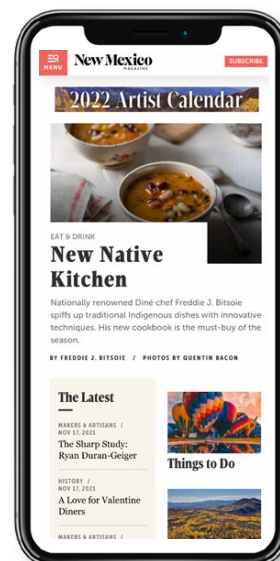 MENU
New Mexico
MAGAZINE
SUBSCRIBE
2022 Artist Calendar
EAT & DRINK
New Native
Kitchen
Nationally renowned Diné chef Freddie J. Bitsoie
spiffs up traditional Indigenous dishes with innovative
techniques. His new cookbook is the must-buy of the
season.
BY FREDDIE J. BITSOIE / PHOTOS BY QUENTIN BACON
The Latest
MAKERS & ARTISANS /
NOV 17, 2021
The Sharp Study:
Ryan Duran-Geiger
HISTORY /
NOV 17, 2021
A Love for Valentine
Diners
MAKERS & ARTISANS /
Things to Do